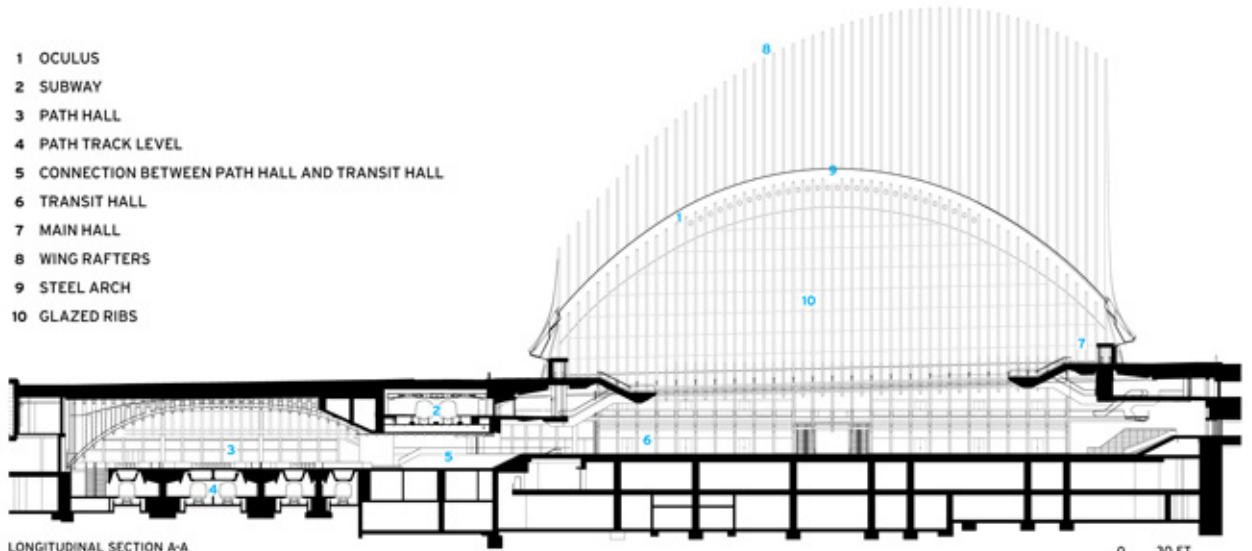 1 OCULUS
2 SUBWAY
3 PATH HALL
4 PATH TRACK LEVEL
5 CONNECTION BETWEEN PATH HALL AND TRANSIT HALL
6 TRANSIT HALL
7 MAIN HALL
8 WING RAFTERS
9 STEEL ARCH
10 GLAZED RIBS
8
9
1
10
7
2
6
3
5
4
LONGITUDINAL SECTION A-A
0 30 FT.